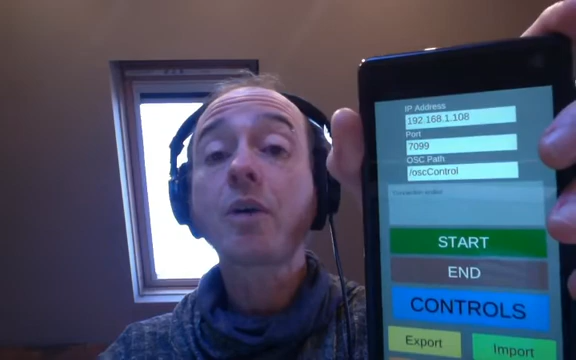 IP Address
192.168.1.108
Port
7099
OSC Path
/oscControl
START
END
CONTROLS
Export
Import